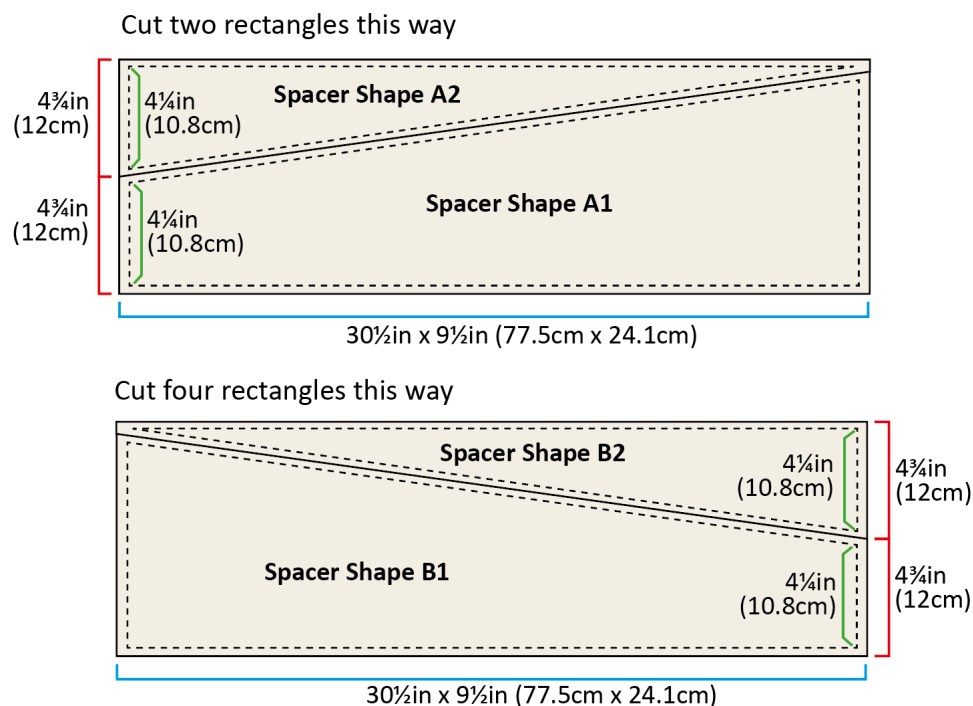 Cut two rectangles this way
Spacer Shape A2
4¾in
(12cm)
4¼in
(10.8cm)
Spacer Shape A1
4¾in
(12cm)
4¼in
(10.8cm)
30½in x 9½in (77.5cm x 24.1cm)
Cut four rectangles this way
Spacer Shape B2
4¼in
(10.8cm)
4¾in
(12cm)
Spacer Shape B1
4¼in
(10.8cm)
4¾in
(12cm)
30½in x 9½in (77.5cm x 24.1cm)